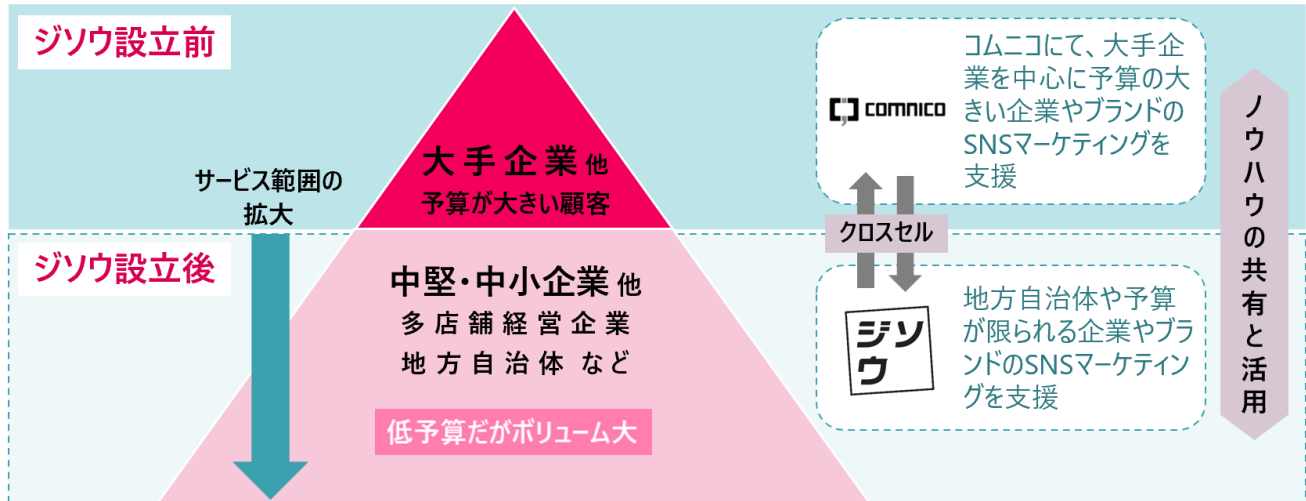 ジソウ設立前
サービス範囲の
拡大
大手企業 他
予算が大きい顧客
comnico
コムニコにて、大手企
業を中心に予算の大
きい企業やブランドの
SNSマーケティングを
支援
クロスセル
ノウハウの共有と活用
ジソウ設立後
中堅・中小企業 他
多店舗経営企業
地方自治体 など
低予算だがボリューム大
ジソ
ウ
地方自治体や予算
が限られる企業やブラ
ンドのSNSマーケティン
グを支援